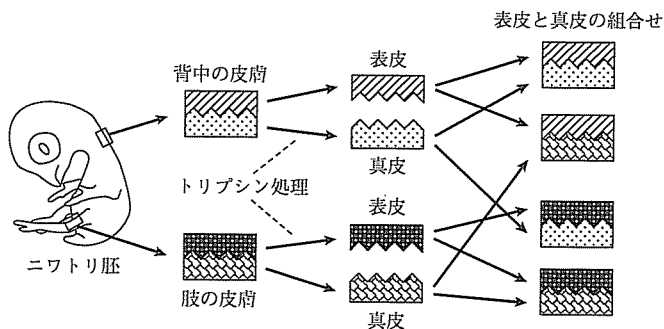 表皮と真皮の組合せ
背中の皮膚
表皮
真皮
トリプシン処理
表皮
ニワトリ胚
肢の皮膚
真皮